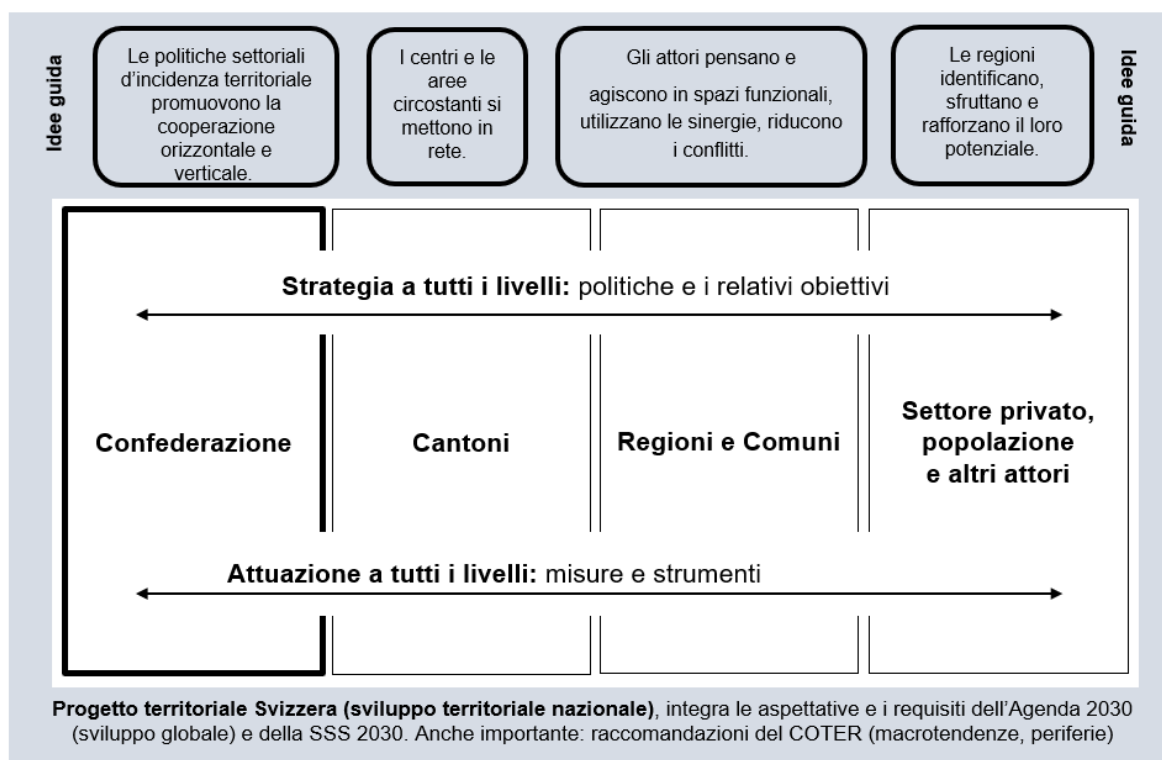 Idee guida
Le politiche settoriali
d'incidenza territoriale
promuovono la
cooperazione
orizzontale e
verticale.
I centri e le
aree
circostanti si
mettono in
rete.
Gli attori pensano e
agiscono in spazi funzionali,
utilizzano le sinergie, riducono
i conflitti.
Le regioni
identificano,
sfruttano e
rafforzano il loro
potenziale.
Idee guida
Strategia a tutti i livelli: politiche e i relativi obiettivi
Confederazione
Cantoni
Regioni e Comuni
Settore privato,
popolazione
e altri attori
Attuazione a tutti i livelli: misure e strumenti
Progetto territoriale Svizzera (sviluppo territoriale nazionale), integra le aspettative e i requisiti dell'Agenda 2030
(sviluppo globale) e della SSS 2030. Anche importante: raccomandazioni del COTER (macrotendenze, periferie)